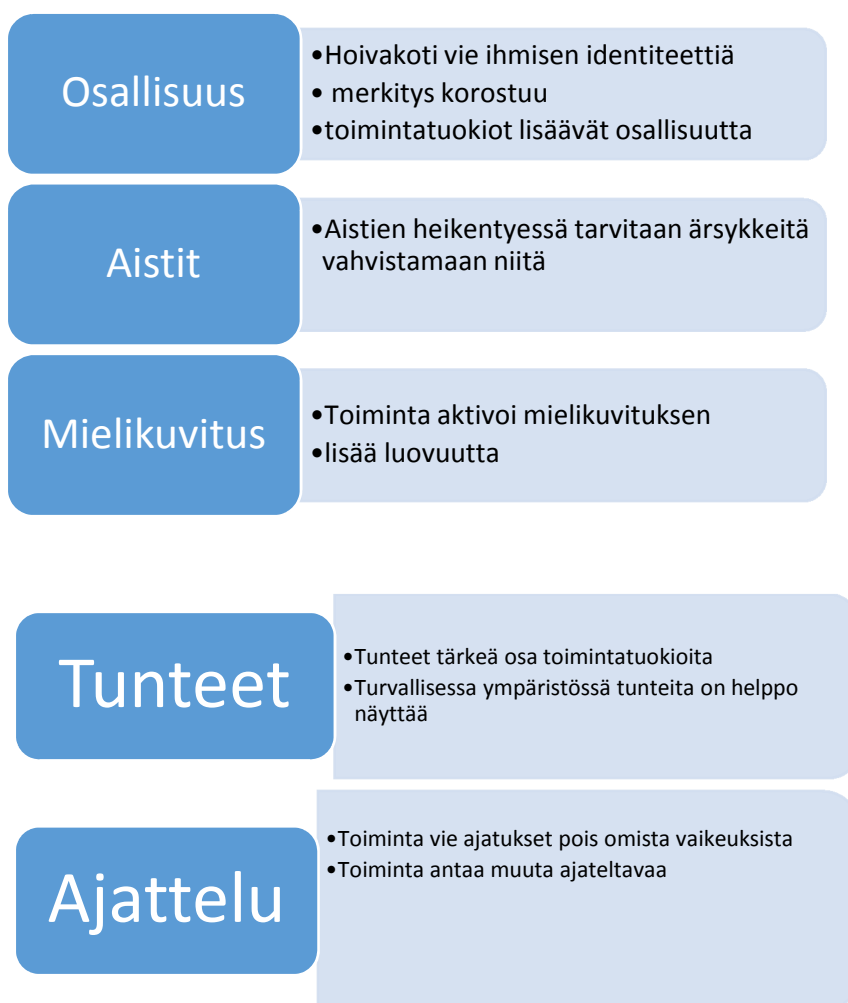 Osallisuus
•Hoivakoti vie ihmisen identiteettiä
• merkitys korostuu
•toimintatuokiot lisäävät osallisuutta
Aistit
•Aistien heikentyessä tarvitaan ärsykkeitä
vahvistamaan niitä
Mielikuvitus
•Toiminta aktivoi mielikuvituksen
•lisää luovuutta
Tunteet
•Tunteet tärkeä osa toimintatuokioita
•Turvallisessa ympäristössä tunteita on helppo
näyttää
Ajattelu
•Toiminta vie ajatukset pois omista vaikeuksista
•Toiminta antaa muuta ajateltavaa